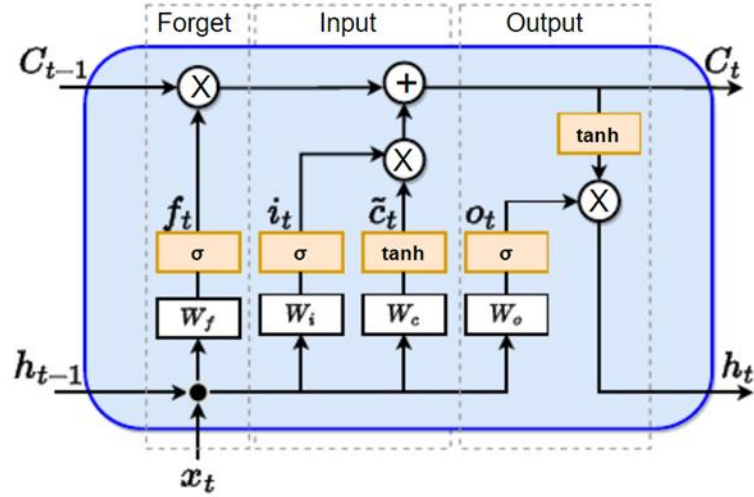 Forget Input Output
C_{t-1} X + C_t
tanh
X X
f_t i_t c̃_t o_t
σ σ tanh σ
W_f W_i W_c W_o
h_{t-1} h_t
x_t